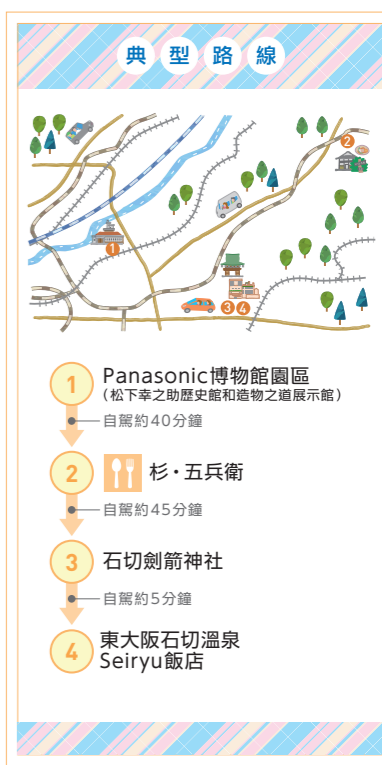 典型路線
2
1
3 4
1
Panasonic博物館園區
(松下幸之助歷史館和造物之道展示館)
自駕約40分鐘
2
杉・五兵衛
自駕約45分鐘
3
石切劍箭神社
自駕約5分鐘
4
東大阪石切溫泉
Seiryu飯店